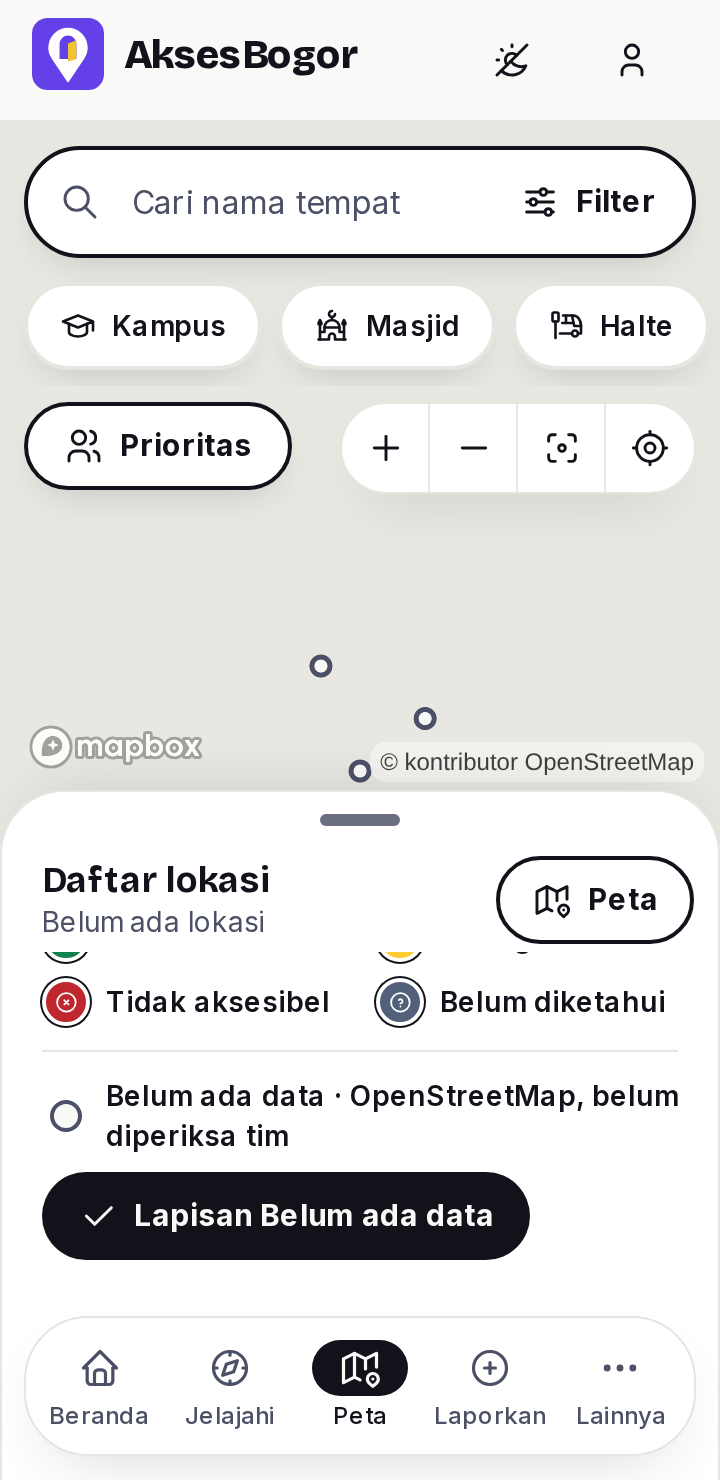 AksesBogor
Cari nama tempat
Filter
Kampus
Masjid
Halte
Prioritas
mapbox
© kontributor OpenStreetMap
Daftar lokasi
Belum ada lokasi
Peta
Tidak aksesibel
Belum diketahui
Belum ada data · OpenStreetMap, belum
diperiksa tim
Lapisan Belum ada data
Beranda
Jelajahi
Peta
Laporkan
Lainnya